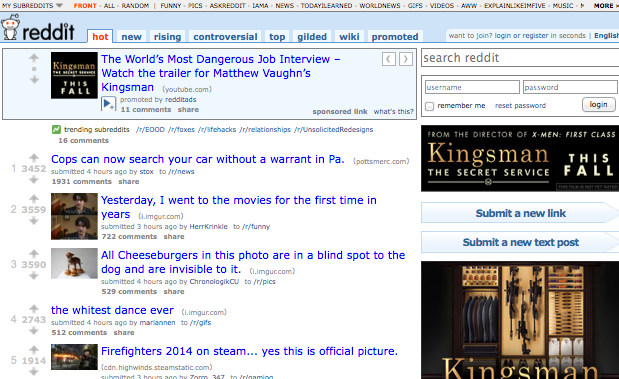 MY SUBREDDITS ▼ FRONT - ALL - RANDOM | FUNNY - PICS - ASKREDDIT - IAMA - NEWS - TODAYILEARNED - WORLDNEWS - GIFS - VIDEOS - AWW - EXPLAINLIKEIMFIVE - MUSIC - MORE »
reddit hot new rising controversial top gilded wiki promoted want to join? login or register in seconds | English
The World's Most Dangerous Job Interview –
Watch the trailer for Matthew Vaughn's
Kingsman (youtube.com)
promoted by redditads
11 comments share sponsored link what's this?
Kingsman
THE SECRET SERVICE
THIS
FALL
trending subreddits /r/EOOD /r/foxes /r/lifehacks /r/relationships /r/UnsolicitedRedesigns
16 comments
1 3452 Cops can now search your car without a warrant in Pa. (pottsmerc.com)
submitted 4 hours ago by stox to /r/news
1931 comments share
2 3559 Yesterday, I went to the movies for the first time in
years (i.imgur.com)
submitted 3 hours ago by HerrKrinkle to /r/funny
722 comments share
3 3590 All Cheeseburgers in this photo are in a blind spot to the
dog and are invisible to it. (i.imgur.com)
submitted 4 hours ago by ChronologikCU to /r/pics
529 comments share
4 2743 the whitest dance ever (i.imgur.com)
submitted 4 hours ago by mariannen to /r/gifs
512 comments share
5 1914 Firefighters 2014 on steam... yes this is official picture.
(cdn.highwinds.steamstatic.com)
submitted 3 hours ago by Zorm_347 to /r/gaming
search reddit
username password
remember me reset password login
FROM THE DIRECTOR OF X-MEN: FIRST CLASS
Kingsman
THE SECRET SERVICE
THIS
FALL
THIS FILM IS NOT YET RATED
Submit a new link
Submit a new text post
Kingsman